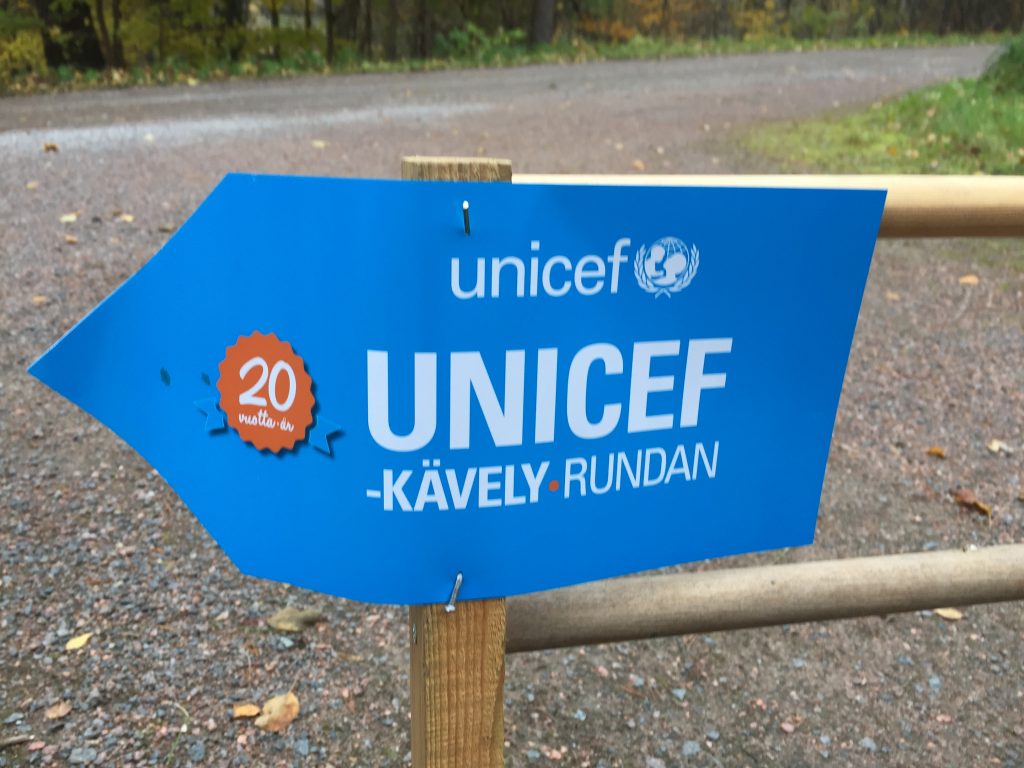 unicef
20
vuotta·år
UNICEF
-KÄVELY•RUNDAN